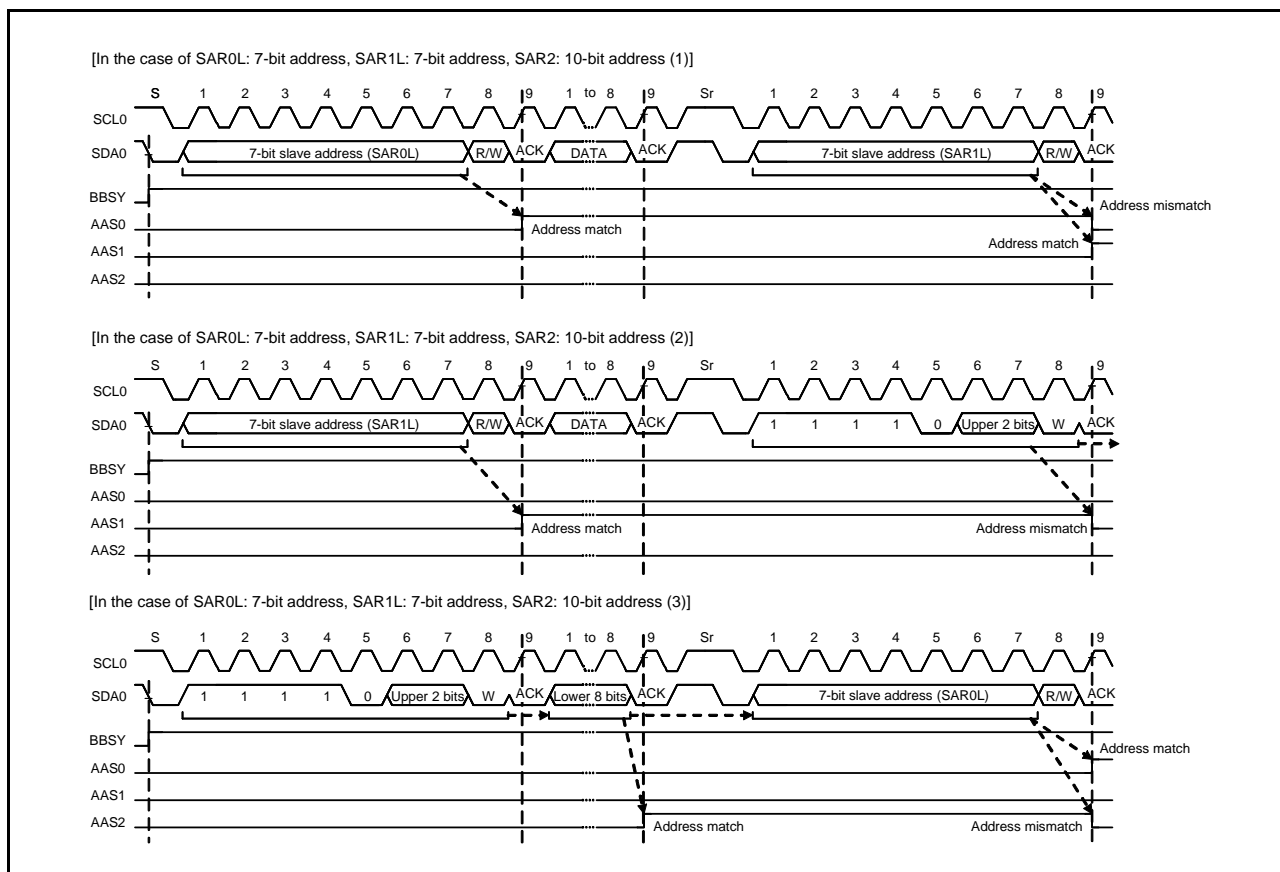 [In the case of SAR0L: 7-bit address, SAR1L: 7-bit address, SAR2: 10-bit address (1)]
S 1 2 3 4 5 6 7 8 9 1 to 8 9 Sr 1 2 3 4 5 6 7 8 9
SCL0
SDA0 7-bit slave address (SAR0L) R/W ACK DATA ACK 7-bit slave address (SAR1L) R/W ACK
BBSY
Address mismatch
AAS0 Address match
Address match
AAS1
AAS2
[In the case of SAR0L: 7-bit address, SAR1L: 7-bit address, SAR2: 10-bit address (2)]
S 1 2 3 4 5 6 7 8 9 1 to 8 9 Sr 1 2 3 4 5 6 7 8 9
SCL0
SDA0 7-bit slave address (SAR1L) R/W ACK DATA ACK 1 1 1 1 0 Upper 2 bits W ACK
BBSY
AAS0
AAS1 Address match Address mismatch
AAS2
[In the case of SAR0L: 7-bit address, SAR1L: 7-bit address, SAR2: 10-bit address (3)]
S 1 2 3 4 5 6 7 8 9 1 to 8 9 Sr 1 2 3 4 5 6 7 8 9
SCL0
SDA0 1 1 1 1 0 Upper 2 bits W ACK Lower 8 bits ACK 7-bit slave address (SAR0L) R/W ACK
BBSY
Address match
AAS0
AAS1
AAS2 Address match Address mismatch